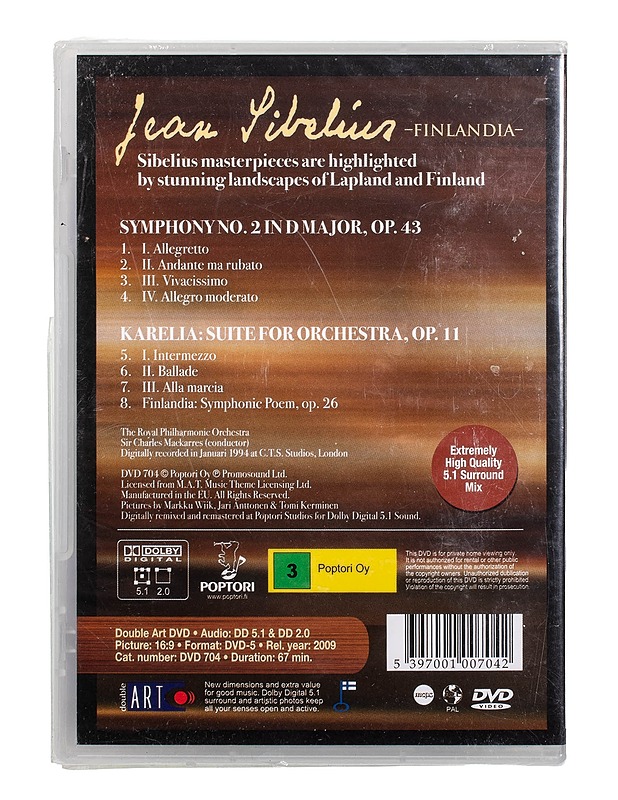 Jean Sibelius –FINLANDIA–
Sibelius masterpieces are highlighted
by stunning landscapes of Lapland and Finland
SYMPHONY NO. 2 IN D MAJOR, OP. 43
1. I. Allegretto
2. II. Andante ma rubato
3. III. Vivacissimo
4. IV. Allegro moderato
KARELIA: SUITE FOR ORCHESTRA, OP. 11
5. I. Intermezzo
6. II. Ballade
7. III. Alla marcia
8. Finlandia: Symphonic Poem, op. 26
The Royal Philharmonic Orchestra
Sir Charles Mackarres (conductor)
Digitally recorded in Januari 1994 at C.T.S. Studios, London
Extremely
High Quality
5.1 Surround
Mix
DVD 704 © Poptori Oy ℗ Promosound Ltd.
Licensed from M.A.T. Music Theme Licensing Ltd.
Manufactured in the EU. All Rights Reserved.
Pictures by Markku Wiik, Jari Anttonen & Tomi Kerminen
Digitally remixed and remastered at Poptori Studios for Dolby Digital 5.1 Sound.
DOLBY
DIGITAL
5.1 2.0
POPTORI
www.poptori.fi
3 Poptori Oy
This DVD is for private home viewing only.
It is not authorized for rental or other public
performances without the authorization of
the copyright owners. Unauthorized dublication
or reproduction of this DVD is strictly prohibited
Violation of the copyright will result in prosecution.
Double Art DVD • Audio: DD 5.1 & DD 2.0
Picture: 16:9 • Format: DVD-5 • Rel. year: 2009
Cat. number: DVD 704 • Duration: 67 min.
5 397001 007042
double
ART
New dimensions and extra value
for good music. Dolby Digital 5.1
surround and artistic photos keep
all your senses open and active.
mcps
PAL
DVD
VIDEO